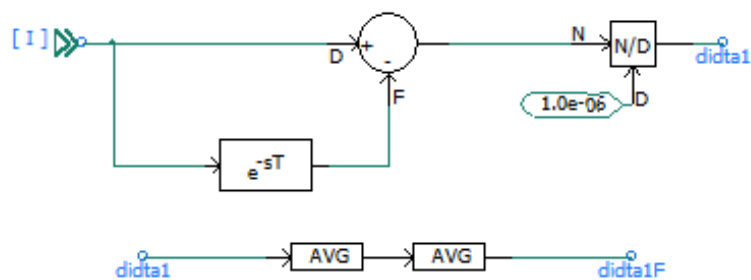 [ I ]
D + - F
N N/D didta1
1.0e-06 D
e-sT
didta1 AVG AVG didta1F